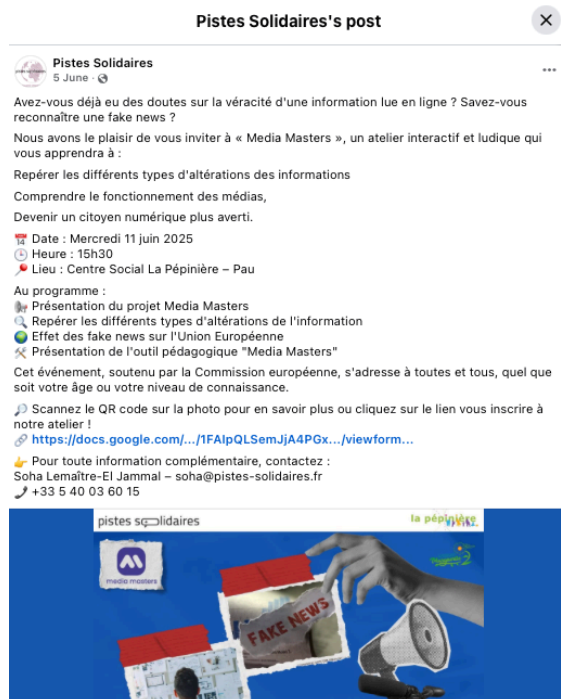 Pistes Solidaires's post
Pistes Solidaires
5 June
Avez-vous déjà eu des doutes sur la véracité d'une information lue en ligne ? Savez-vous
reconnaître une fake news ?
Nous avons le plaisir de vous inviter à « Media Masters », un atelier interactif et ludique qui
vous apprendra à :
Repérer les différents types d'altérations des informations
Comprendre le fonctionnement des médias,
Devenir un citoyen numérique plus averti.
📅 Date : Mercredi 11 juin 2025
🕒 Heure : 15h30
📍 Lieu : Centre Social La Pépinière – Pau
Au programme :
📢 Présentation du projet Media Masters
🔍 Repérer les différents types d'altérations de l'information
🌍 Effet des fake news sur l'Union Européenne
🛠 Présentation de l'outil pédagogique "Media Masters"
Cet événement, soutenu par la Commission européenne, s'adresse à toutes et tous, quel que
soit votre âge ou votre niveau de connaissance.
🔎 Scannez le QR code sur la photo pour en savoir plus ou cliquez sur le lien vous inscrire à
notre atelier !
🔗 https://docs.google.com/.../1FAIpQLSemJjA4PGx.../viewform...
👉 Pour toute information complémentaire, contactez :
Soha Lemaître-El Jammal – soha@pistes-solidaires.fr
📞 +33 5 40 03 60 15
pistes solidaires
la pépinière
media masters
FAKE NEWS